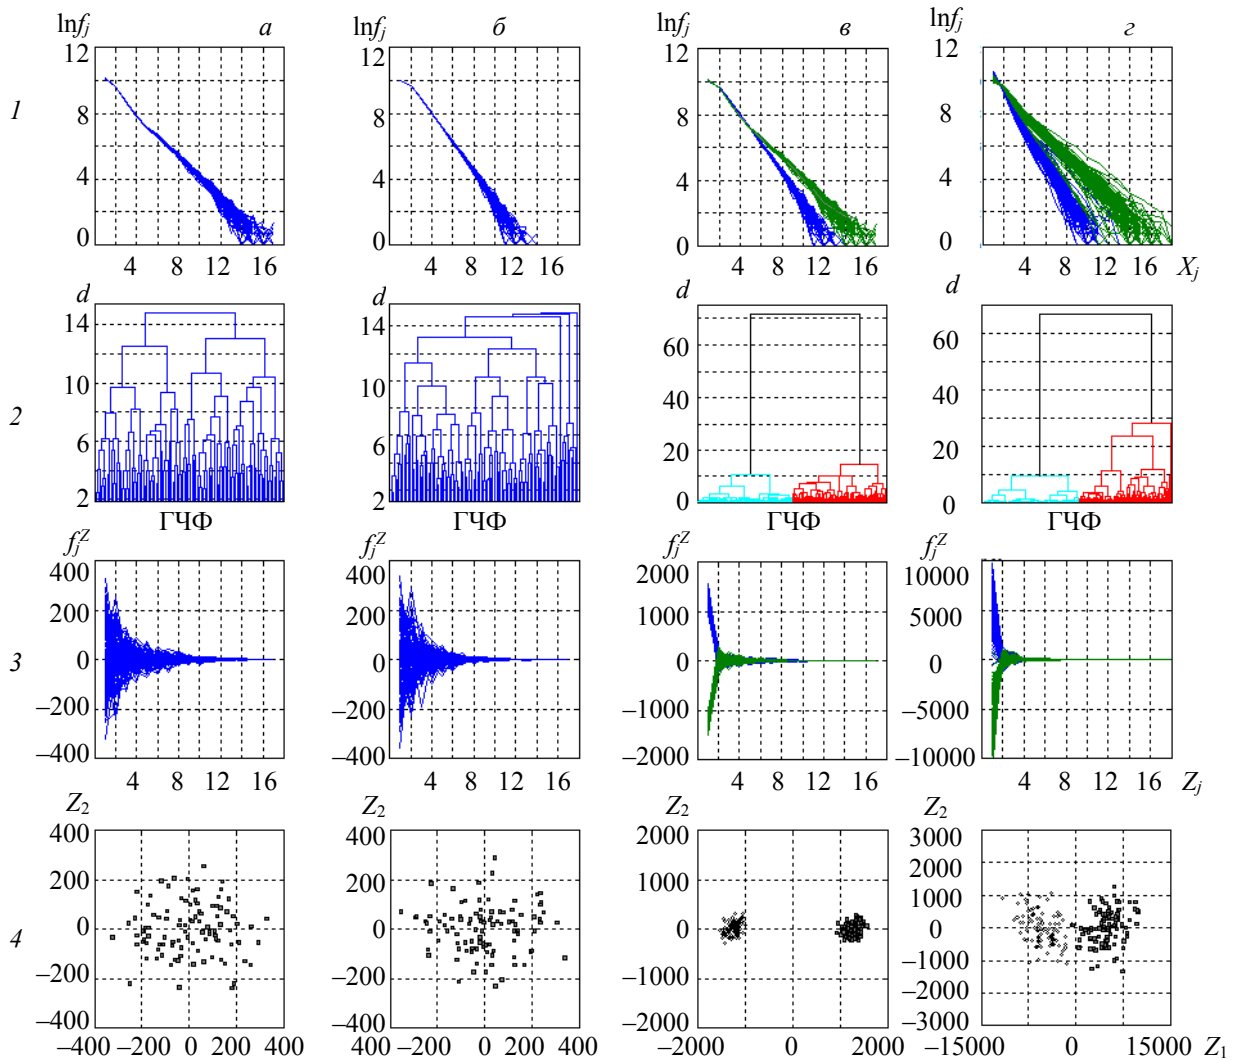 lnf_j а lnf_j б lnf_j в lnf_j г
12 12 12 12
1
8 8 8 8
4 4 4 4
0 0 0 0
4 8 12 16 4 8 12 16 4 8 12 16 4 8 12 16 X_j
d d d d
14 14 60 60
10 10 40 40
2
6 6 20 20
2 2 0 0
ГЧФ ГЧФ ГЧФ ГЧФ
f_j^Z f_j^Z f_j^Z f_j^Z
400 400 2000 10000
200 200 1000 5000
3
0 0 0 0
–200 –200 –1000 –5000
–400 –400 –2000 –10000
4 8 12 16 4 8 12 16 4 8 12 16 4 8 12 16 Z_j
Z_2 Z_2 Z_2 Z_2
400 400 2000 3000
2000
200 200 1000 1000
4
0 0 0 0
–1000
–200 –200 –1000 –2000
–400 –400 –2000 –3000
–400 –200 0 200 400 –400 –200 0 200 400 –2000 0 2000 –15000 0 15000 Z_1